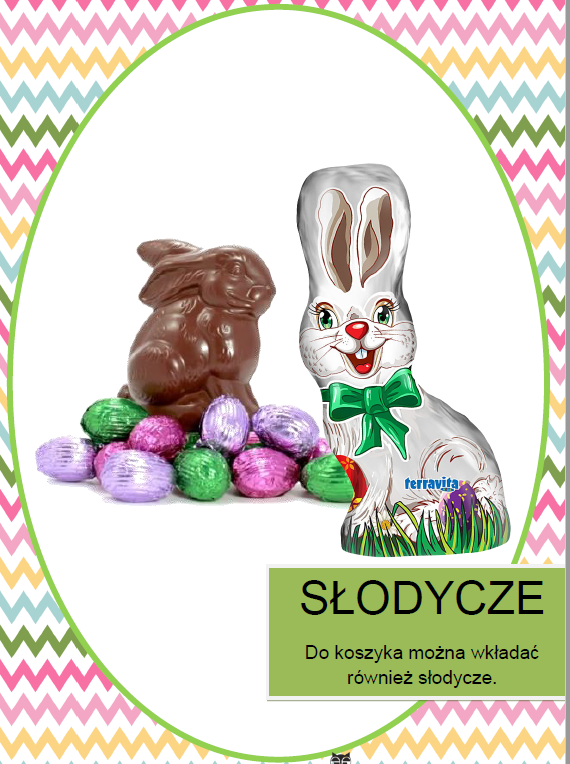 terravita
SŁODYCZE
Do koszyka można wkładać
również słodycze.